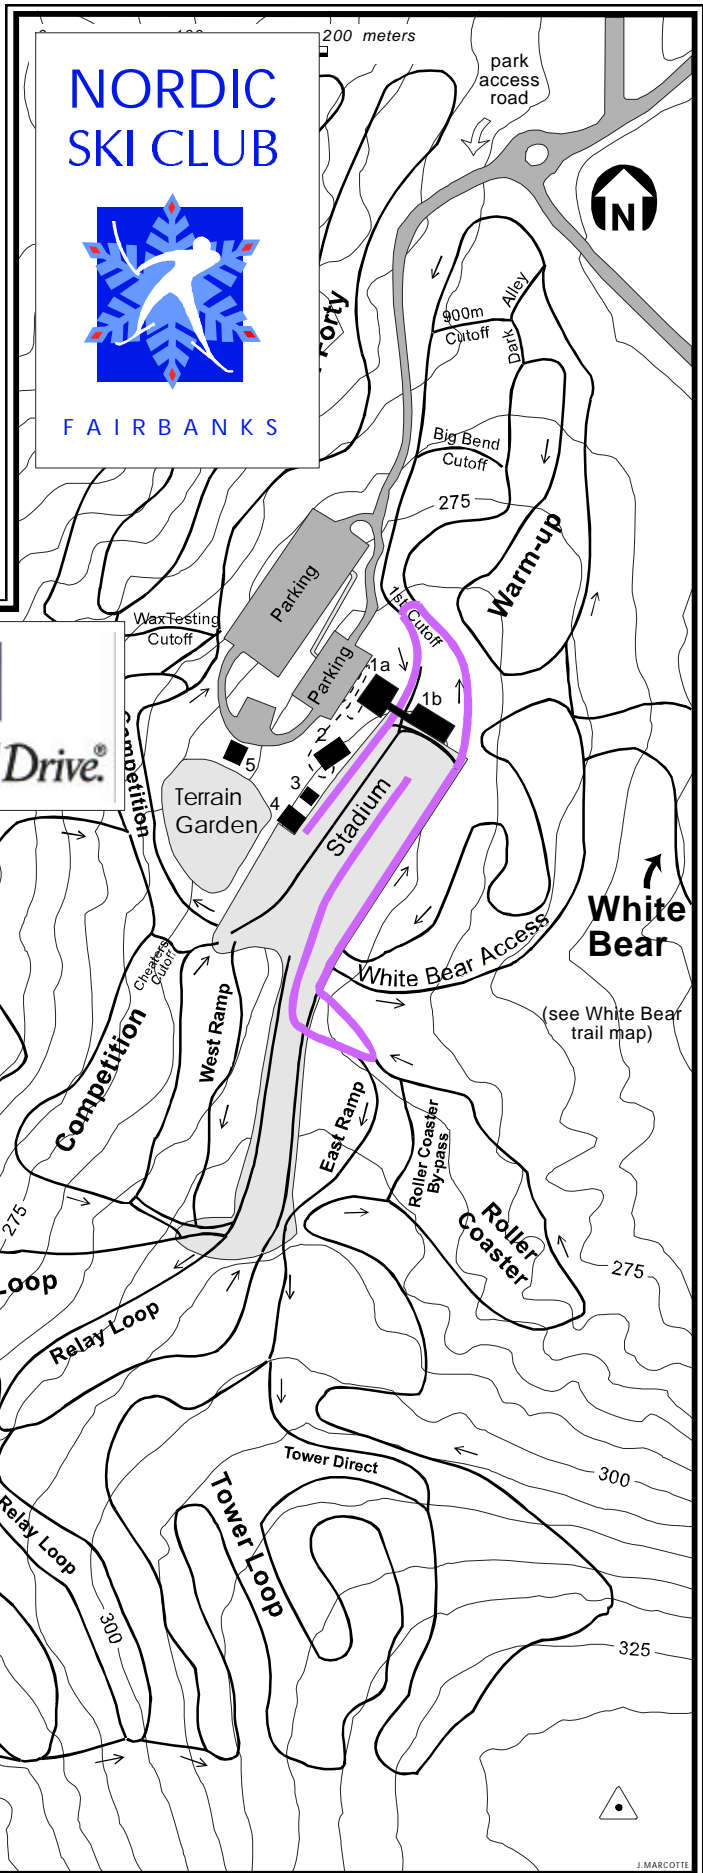 200 meters
NORDIC
SKI CLUB
FAIRBANKS
park
access
road
N
Forty
900m
Cutoff
Dark Alley
Big Bend
Cutoff
275
Warm-up
Parking
1st Cutoff
WaxTesting
Cutoff
Parking
1a
1b
2
3
4
5
Drive.®
Competition
Terrain
Garden
Stadium
White
Bear
White Bear Access
(see White Bear
trail map)
Cheaters
Cutoff
Competition
West Ramp
East Ramp
Roller Coaster
By-pass
Roller
Coaster
275
275
Loop
Relay Loop
Tower Direct
300
Tower Loop
Relay Loop
300
325
J.MARCOTTE